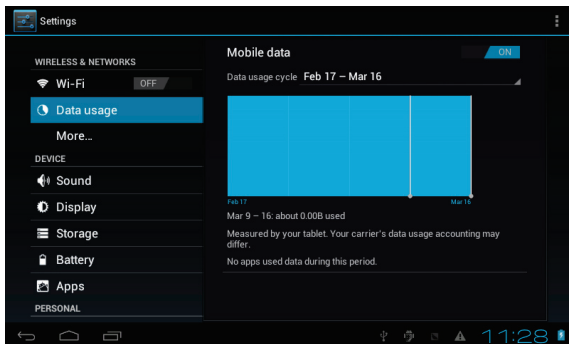 Settings
WIRELESS & NETWORKS
Wi-Fi OFF
Data usage
More...
DEVICE
Sound
Display
Storage
Battery
Apps
PERSONAL
Mobile data ON
Data usage cycle Feb 17 – Mar 16
Feb 17 Mar 16
Mar 9 – 16: about 0.00B used
Measured by your tablet. Your carrier's data usage accounting may
differ.
No apps used data during this period.
11:28